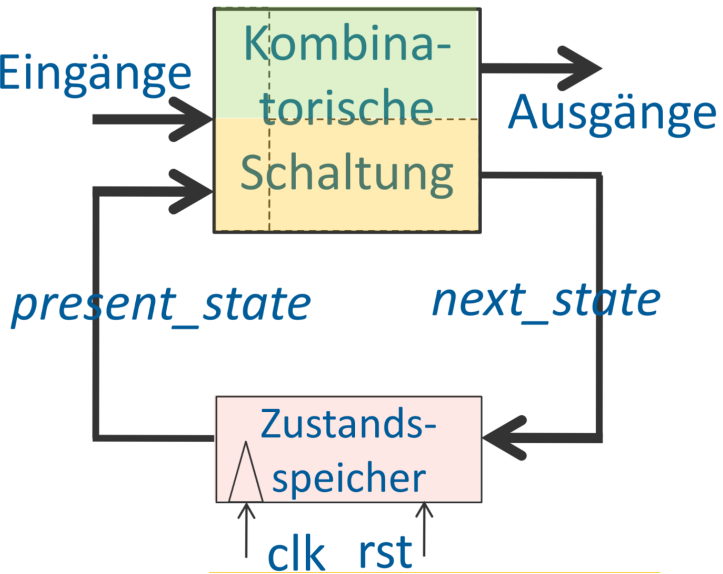 Kombina-
torische
Schaltung
Eingänge
Ausgänge
present_state
next_state
Zustands-
speicher
clk rst